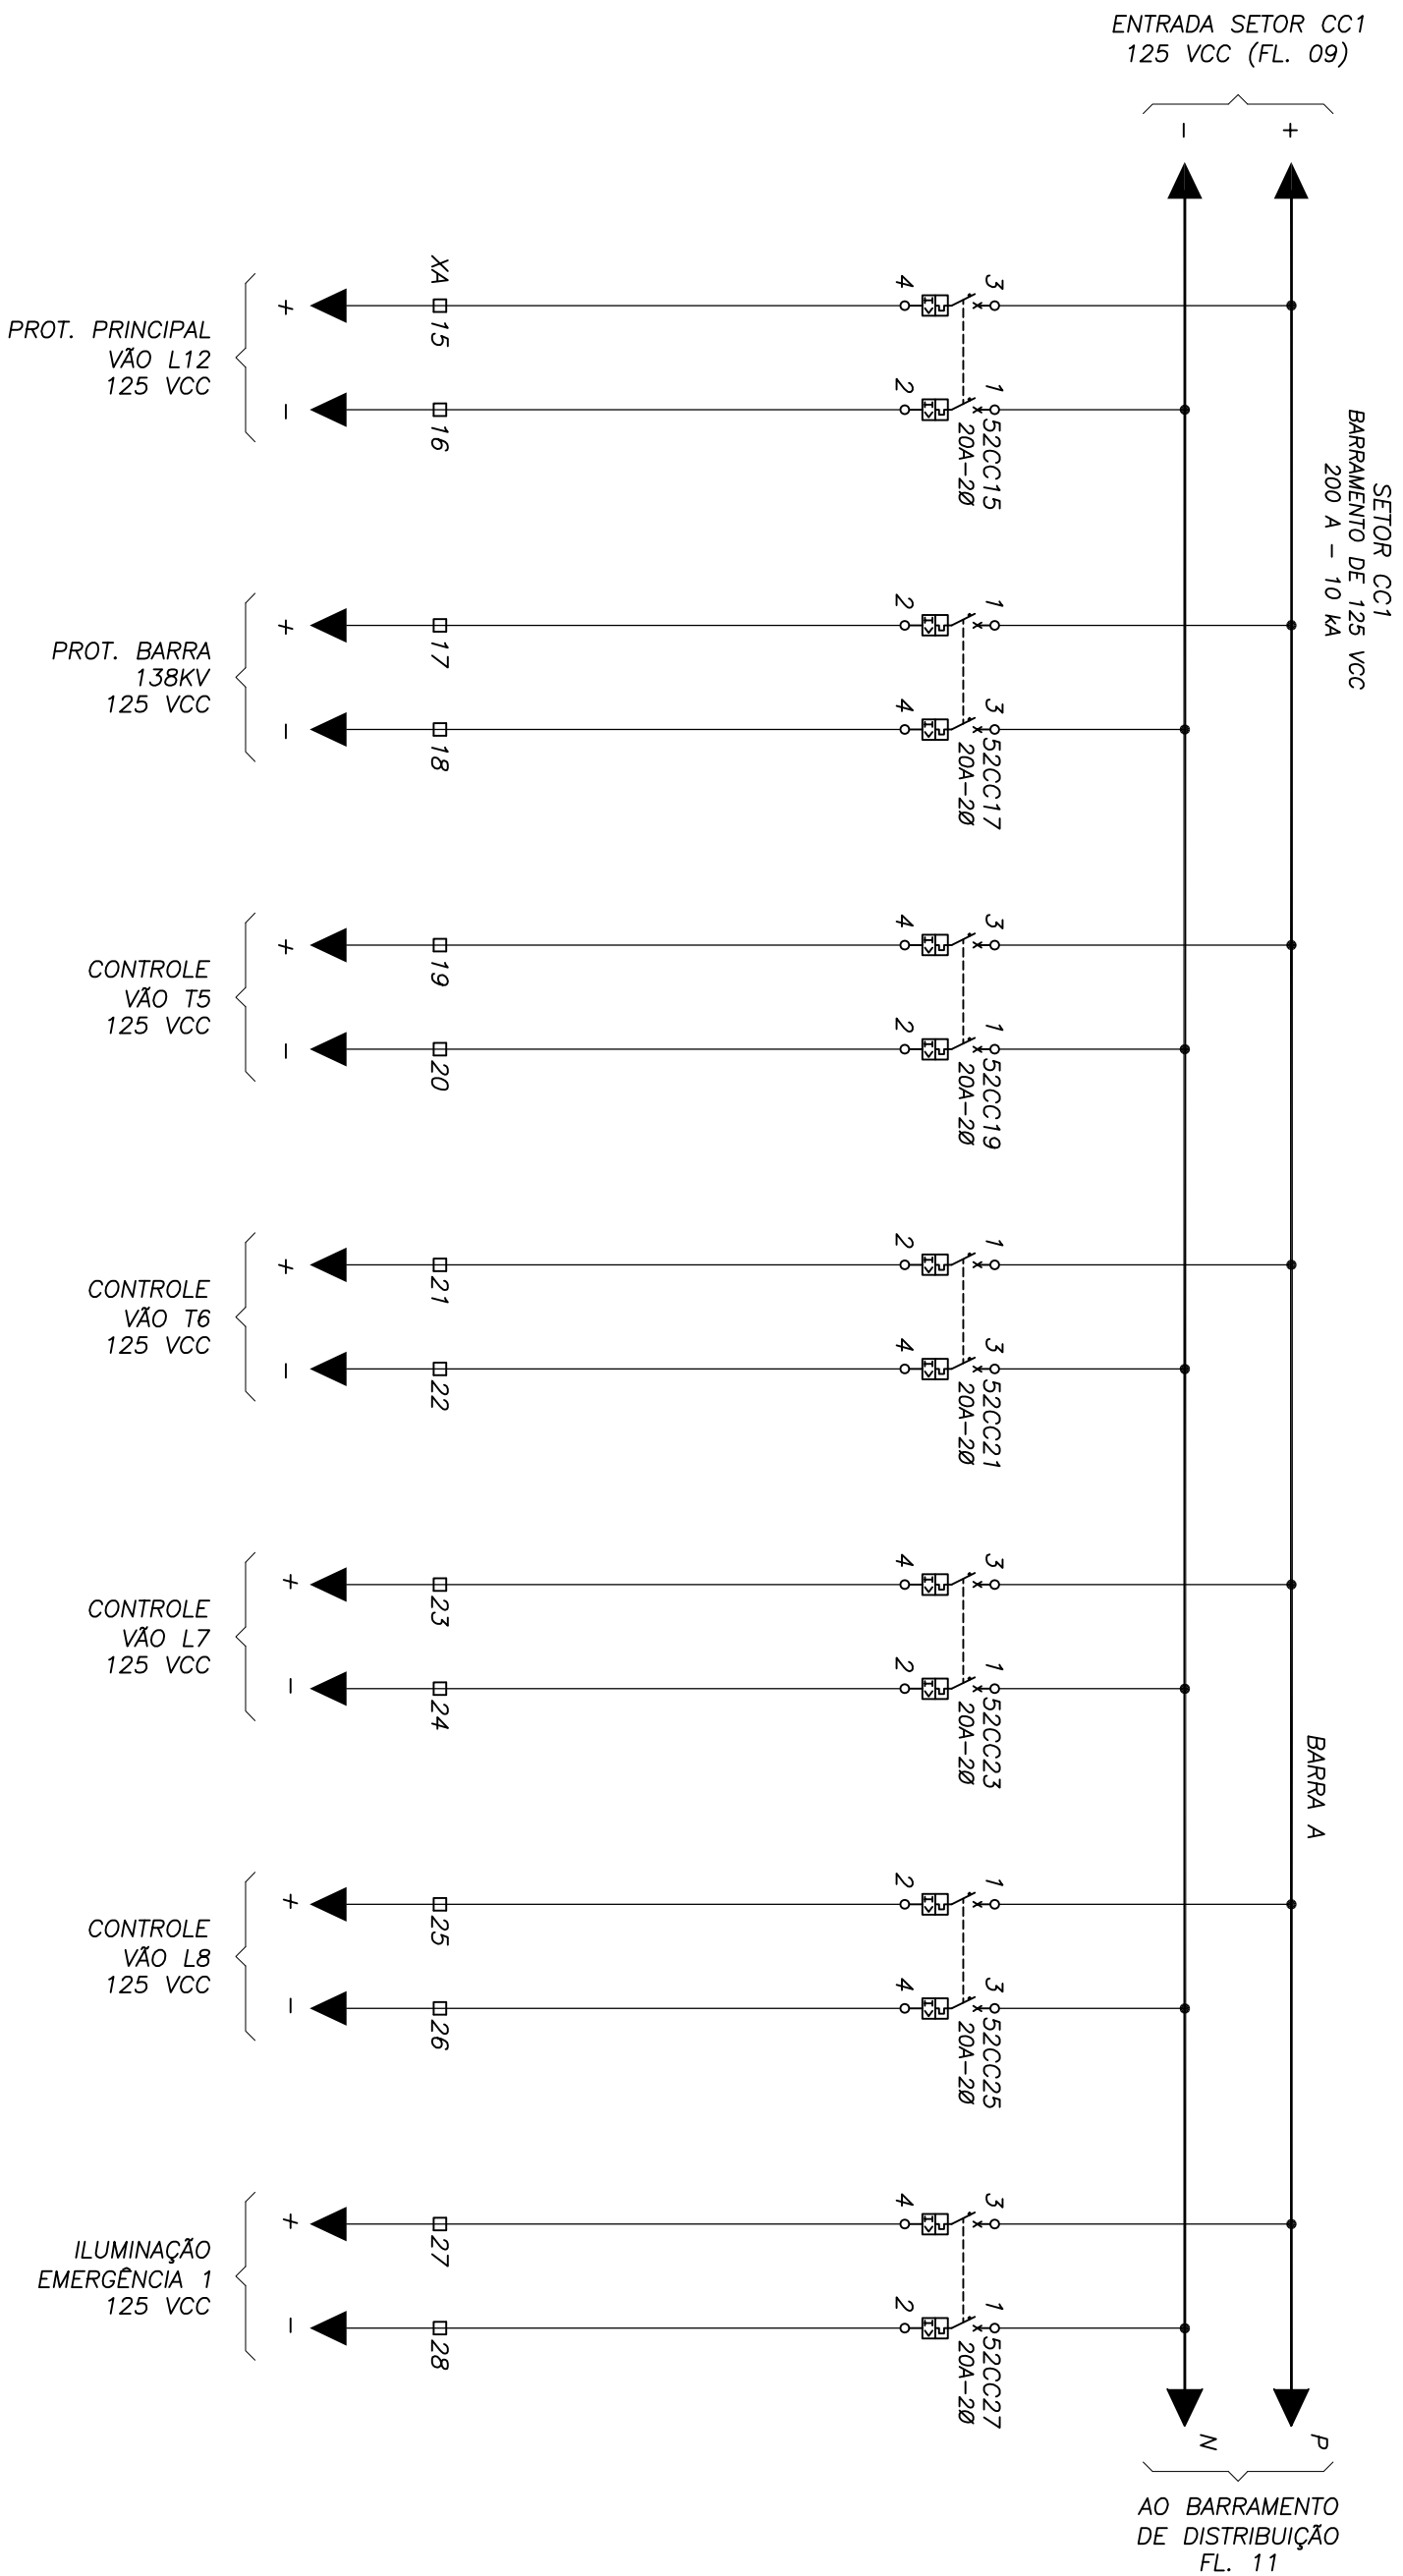 ENTRADA SETOR CC1
125 VCC (FL. 09)
− +
SETOR CC1
BARRAMENTO DE 125 VCC
200 A - 10 kA
BARRA A
XA
3 4
1 2
52CC15
20A-2Ø
15
16
+ −
PROT. PRINCIPAL
VÃO L12
125 VCC
1 2
3 4
52CC17
20A-2Ø
17
18
+ −
PROT. BARRA
138KV
125 VCC
3 4
1 2
52CC19
20A-2Ø
19
20
+ −
CONTROLE
VÃO T5
125 VCC
1 2
3 4
52CC21
20A-2Ø
21
22
+ −
CONTROLE
VÃO T6
125 VCC
3 4
1 2
52CC23
20A-2Ø
23
24
+ −
CONTROLE
VÃO L7
125 VCC
1 2
3 4
52CC25
20A-2Ø
25
26
+ −
CONTROLE
VÃO L8
125 VCC
3 4
1 2
52CC27
20A-2Ø
27
28
+ −
ILUMINAÇÃO
EMERGÊNCIA 1
125 VCC
P
N
AO BARRAMENTO
DE DISTRIBUIÇÃO
FL. 11